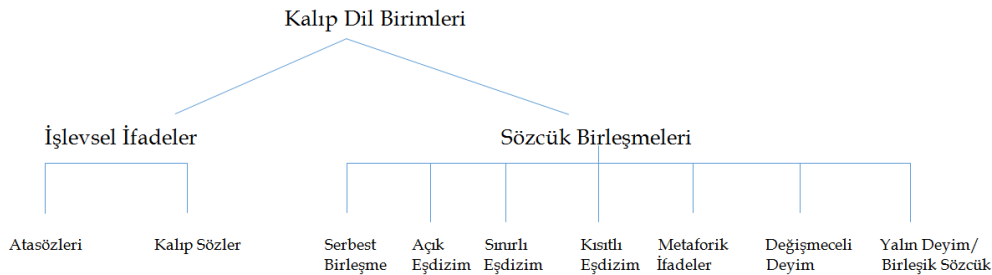 Kalıp Dil Birimleri
İşlevsel İfadeler
Sözcük Birleşmeleri
Atasözleri
Kalıp Sözler
Serbest
Birleşme
Açık
Eşdizim
Sınırlı
Eşdizim
Kısıtlı
Eşdizim
Metaforik
İfadeler
Değişmeceli
Deyim
Yalın Deyim/
Birleşik Sözcük